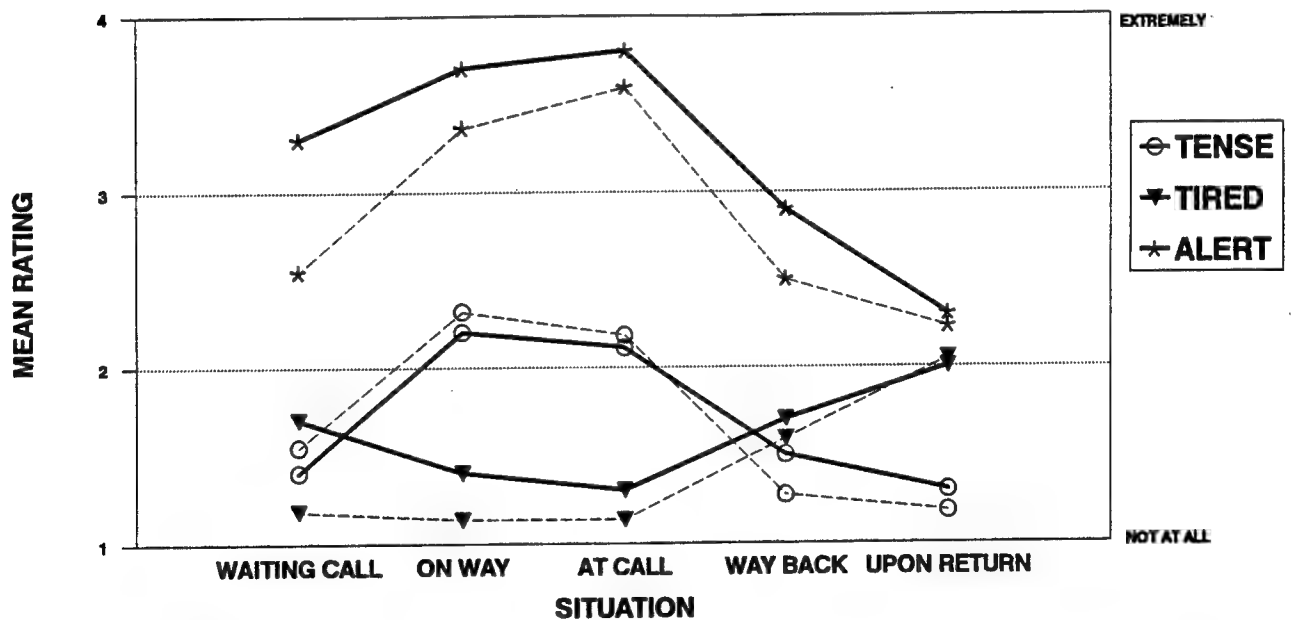 4
EXTREMELY
TENSE
TIRED
ALERT
3
MEAN RATING
2
1
NOT AT ALL
WAITING CALL ON WAY AT CALL WAY BACK UPON RETURN
SITUATION